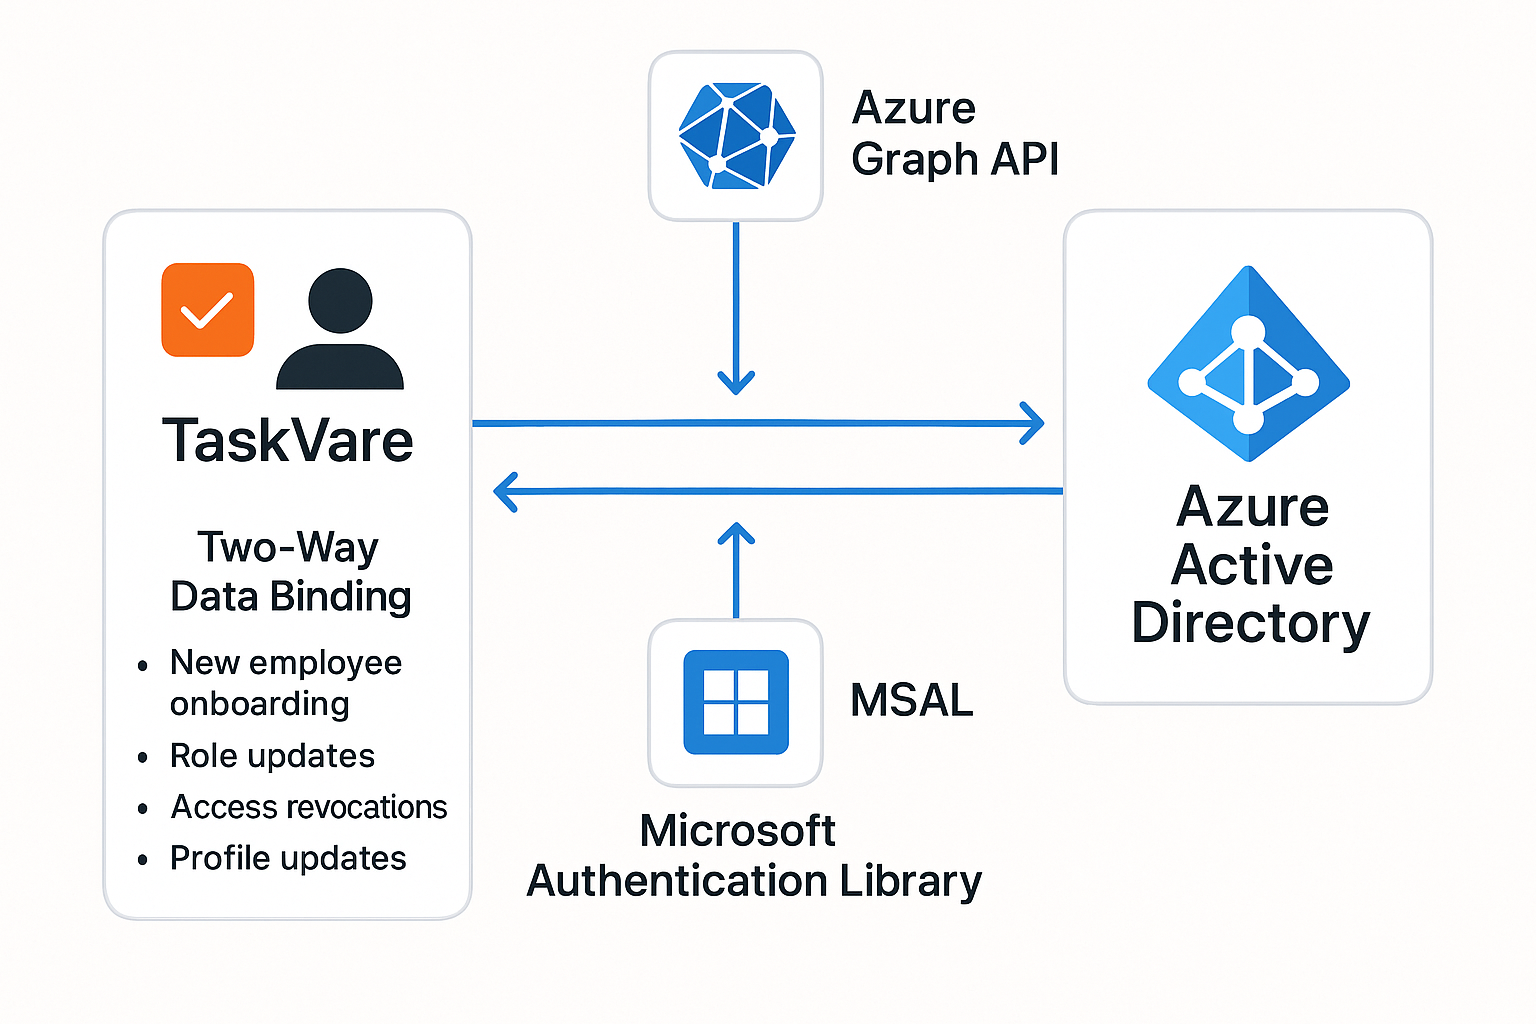 Azure
Graph API
TaskVare
Two-Way
Data Binding
• New employee
onboarding
• Role updates
• Access revocations
• Profile updates
Azure
Active
Directory
MSAL
Microsoft
Authentication Library